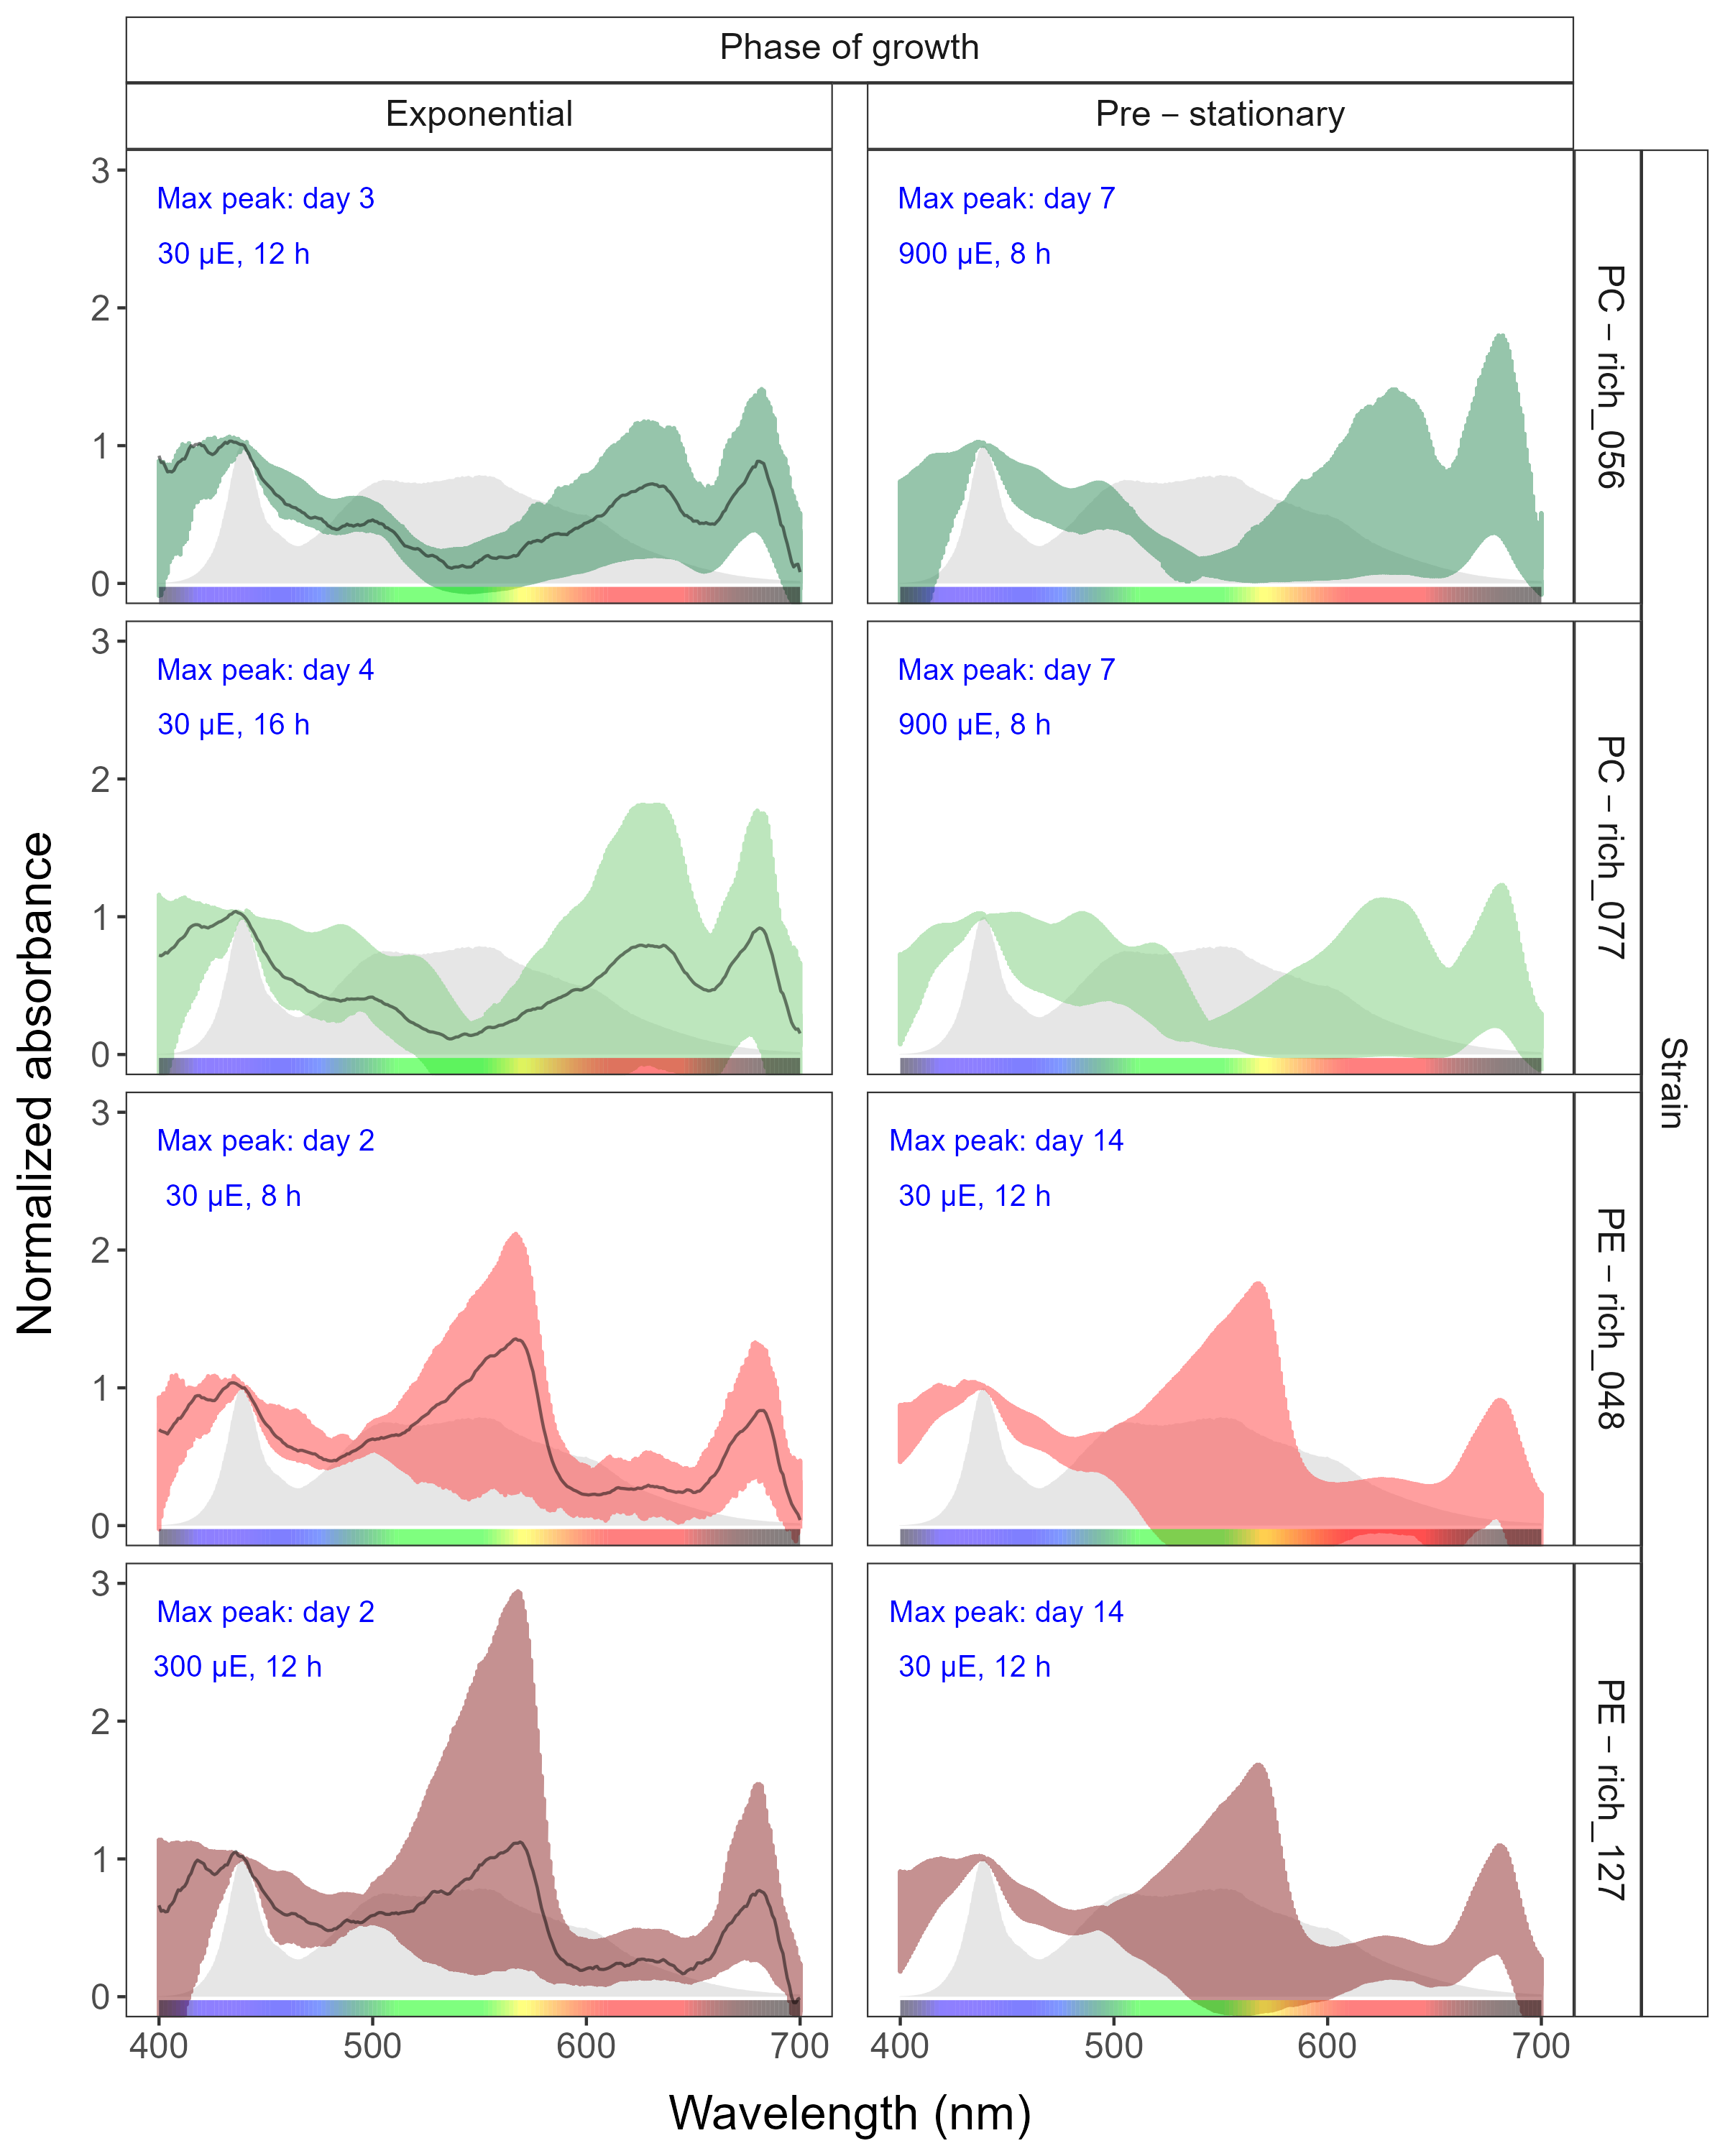 Phase of growth
Exponential
Pre – stationary
3
2
1
0
Max peak: day 3
30 µE, 12 h
Max peak: day 7
900 µE, 8 h
PC – rich_056
3
2
1
0
Max peak: day 4
30 µE, 16 h
Max peak: day 7
900 µE, 8 h
PC – rich_077
3
2
1
0
Max peak: day 2
30 µE, 8 h
Max peak: day 14
30 µE, 12 h
PE – rich_048
3
2
1
0
Max peak: day 2
300 µE, 12 h
Max peak: day 14
30 µE, 12 h
PE – rich_127
Strain
Normalized absorbance
400 500 600 700
400 500 600 700
Wavelength (nm)